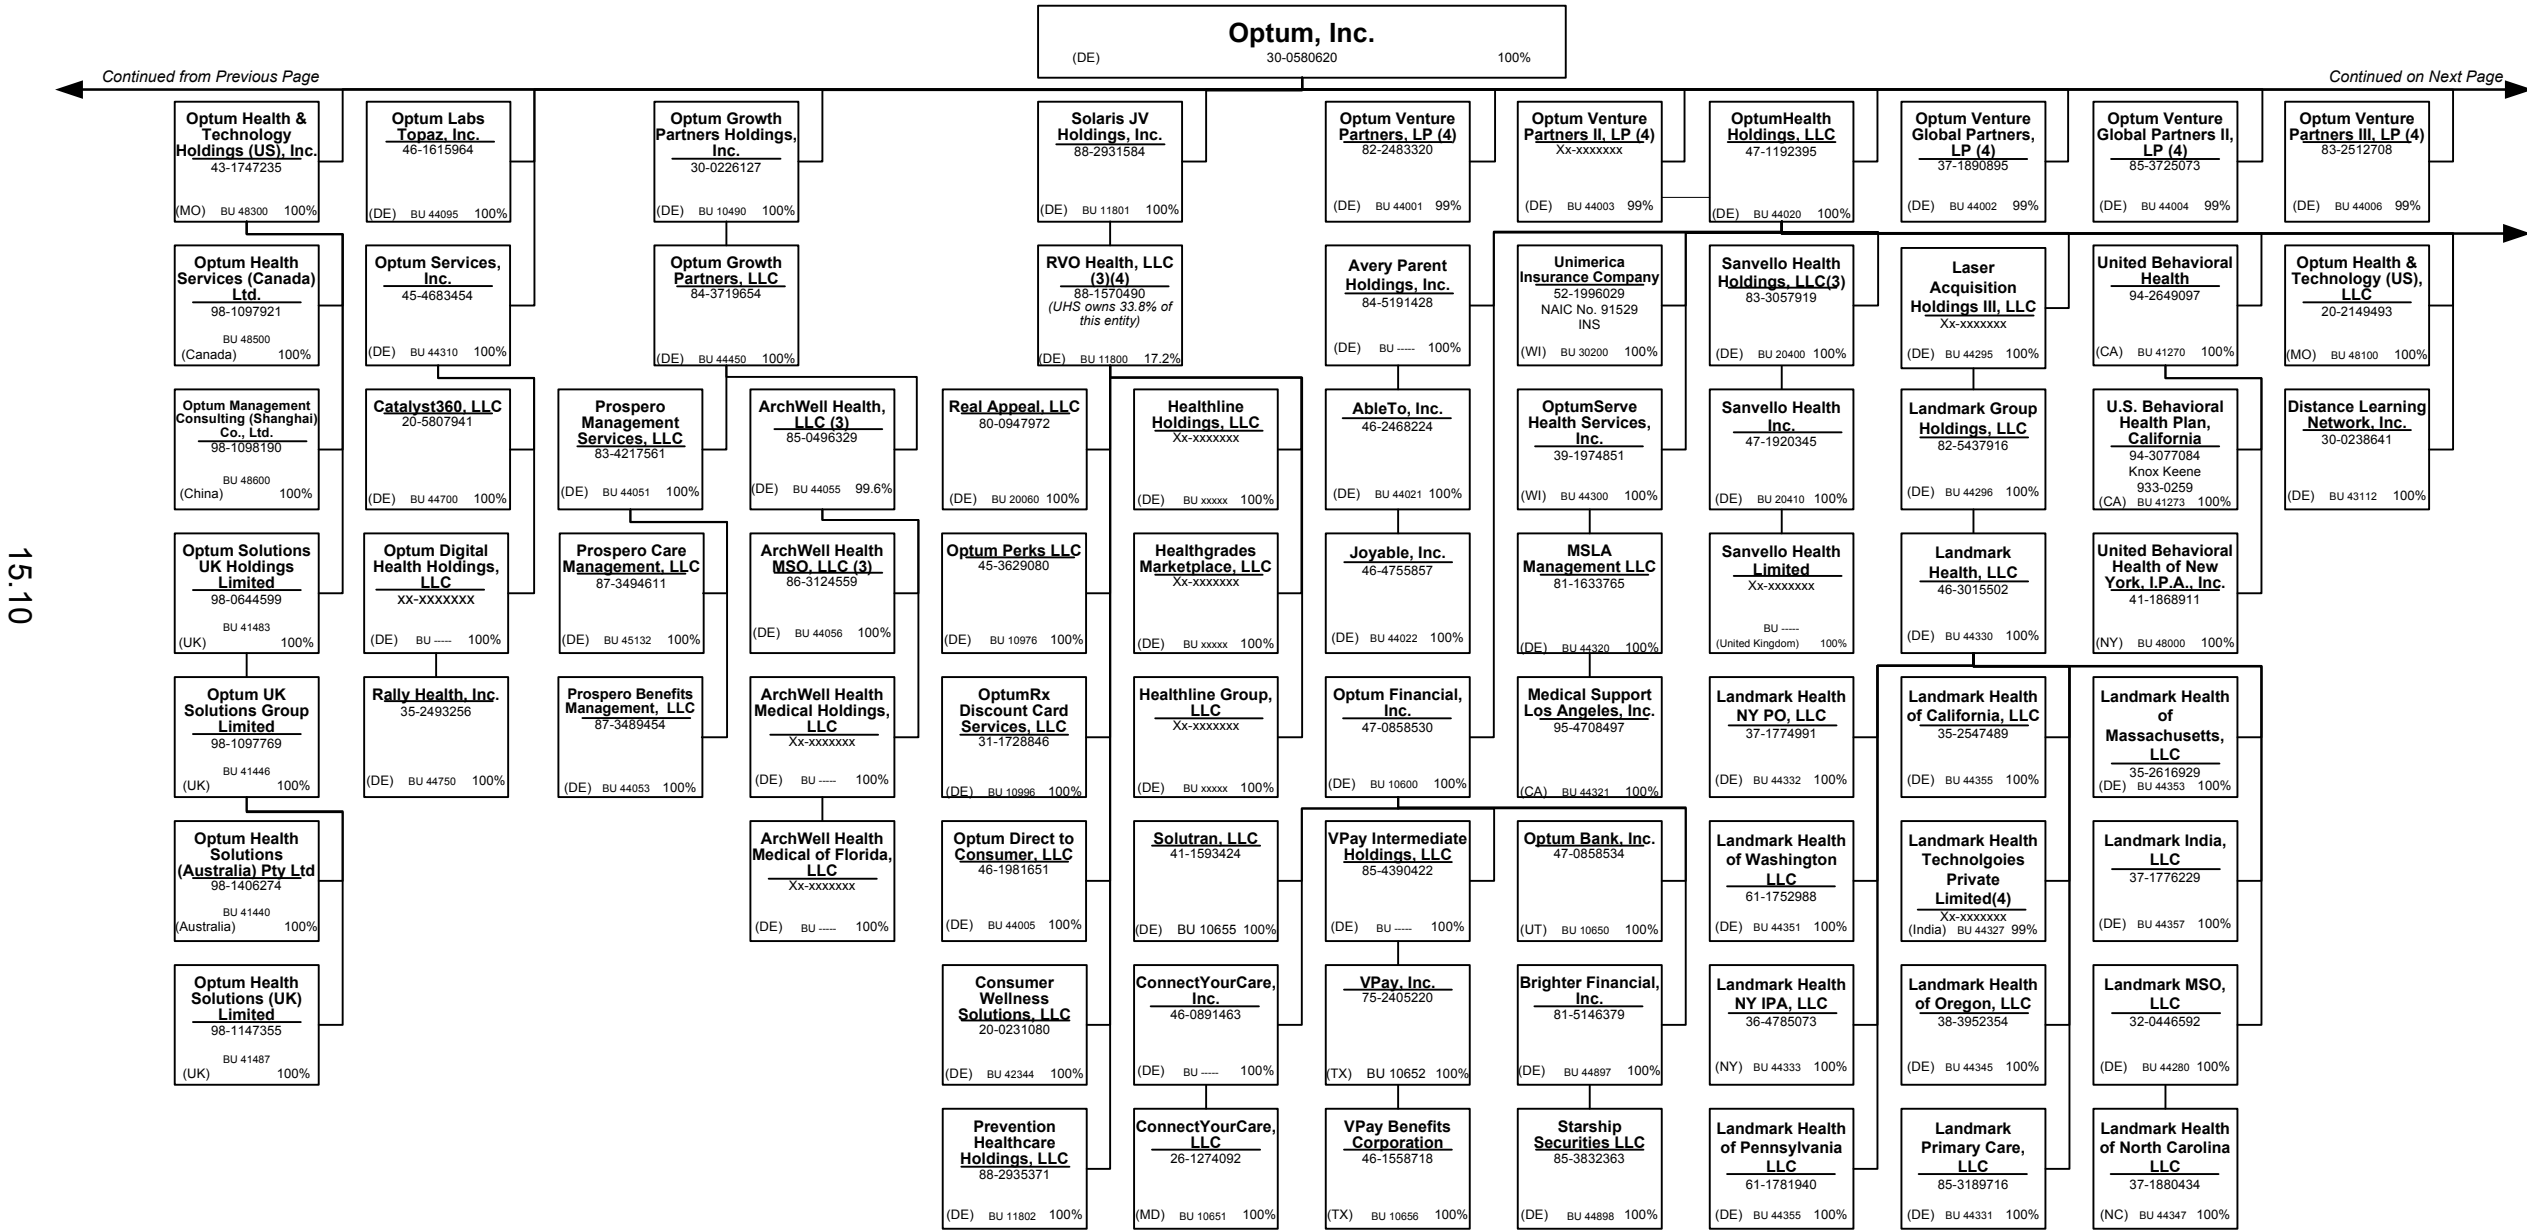 Optum, Inc.
(DE) 30-0580620 100%
Continued from Previous Page
Continued on Next Page
Optum Health &
Technology
Holdings (US), Inc.
43-1747235
(MO) BU 48300 100%
Optum Labs
Topaz, Inc.
46-1615964
(DE) BU 44095 100%
Optum Growth
Partners Holdings,
Inc.
30-0226127
(DE) BU 10490 100%
Solaris JV
Holdings, Inc.
88-2931584
(DE) BU 11801 100%
Optum Venture
Partners, LP (4)
82-2483320
(DE) BU 44001 99%
Optum Venture
Partners II, LP (4)
Xx-xxxxxxx
(DE) BU 44003 99%
OptumHealth
Holdings, LLC
47-1192395
(DE) BU 44020 100%
Optum Venture
Global Partners,
LP (4)
37-1890895
(DE) BU 44002 99%
Optum Venture
Global Partners II,
LP (4)
85-3725073
(DE) BU 44004 99%
Optum Venture
Partners III, LP (4)
83-2512708
(DE) BU 44006 99%
Optum Health
Services (Canada)
Ltd.
98-1097921
BU 48500
(Canada) 100%
Optum Services,
Inc.
45-4683454
(DE) BU 44310 100%
Optum Growth
Partners, LLC
84-3719654
(DE) BU 44450 100%
RVO Health, LLC
(3)(4)
88-1570490
(UHS owns 33.8% of
this entity)
(DE) BU 11800 17.2%
Avery Parent
Holdings, Inc.
84-5191428
(DE) BU ----- 100%
Unimerica
Insurance Company
52-1996029
NAIC No. 91529
INS
(WI) BU 30200 100%
Sanvello Health
Holdings, LLC(3)
83-3057919
(DE) BU 20400 100%
Laser
Acquisition
Holdings III, LLC
Xx-xxxxxxx
(DE) BU 44295 100%
United Behavioral
Health
94-2649097
(CA) BU 41270 100%
Optum Health &
Technology (US),
LLC
20-2149493
(MO) BU 48100 100%
Optum Management
Consulting (Shanghai)
Co., Ltd.
98-1098190
BU 48600
(China) 100%
Catalyst360, LLC
20-5807941
(DE) BU 44700 100%
Prospero
Management
Services, LLC
83-4217561
(DE) BU 44051 100%
ArchWell Health,
LLC (3)
85-0496329
(DE) BU 44055 99.6%
Real Appeal, LLC
80-0947972
(DE) BU 20060 100%
Healthline
Holdings, LLC
Xx-xxxxxxx
(DE) BU xxxxx 100%
AbleTo, Inc.
46-2468224
(DE) BU 44021 100%
OptumServe
Health Services,
Inc.
39-1974851
(WI) BU 44300 100%
Sanvello Health
Inc.
47-1920345
(DE) BU 20410 100%
Landmark Group
Holdings, LLC
82-5437916
(DE) BU 44296 100%
U.S. Behavioral
Health Plan,
California
94-3077084
Knox Keene
933-0259
(CA) BU 41273 100%
Distance Learning
Network, Inc.
30-0238641
(DE) BU 43112 100%
Optum Solutions
UK Holdings
Limited
98-0644599
BU 41483
(UK) 100%
Optum Digital
Health Holdings,
LLC
XX-XXXXXXX
(DE) BU ----- 100%
Prospero Care
Management, LLC
87-3494611
(DE) BU 45132 100%
ArchWell Health
MSO, LLC (3)
86-3124559
(DE) BU 44056 100%
Optum Perks LLC
45-3629080
(DE) BU 10976 100%
Healthgrades
Marketplace, LLC
Xx-xxxxxxx
(DE) BU xxxxx 100%
Joyable, Inc.
46-4755857
(DE) BU 44022 100%
MSLA
Management LLC
81-1633765
(DE) BU 44320 100%
Sanvello Health
Limited
Xx-xxxxxxx
BU -----
(United Kingdom) 100%
Landmark
Health, LLC
46-3015502
(DE) BU 44330 100%
United Behavioral
Health of New
York, I.P.A., Inc.
41-1868911
(NY) BU 48000 100%
15.10
Optum UK
Solutions Group
Limited
98-1097769
BU 41446
(UK) 100%
Rally Health, Inc.
35-2493256
(DE) BU 44750 100%
Prospero Benefits
Management, LLC
87-3489454
(DE) BU 44053 100%
ArchWell Health
Medical Holdings,
LLC
Xx-xxxxxxx
(DE) BU ----- 100%
OptumRx
Discount Card
Services, LLC
31-1728846
(DE) BU 10996 100%
Healthline Group,
LLC
Xx-xxxxxxx
(DE) BU xxxxx 100%
Optum Financial,
Inc.
47-0858530
(DE) BU 10600 100%
Medical Support
Los Angeles, Inc.
95-4708497
(CA) BU 44321 100%
Landmark Health
NY PO, LLC
37-1774991
(DE) BU 44332 100%
Landmark Health
of California, LLC
35-2547489
(DE) BU 44355 100%
Landmark Health
of
Massachusetts,
LLC
35-2616929
(DE) BU 44353 100%
Optum Health
Solutions
(Australia) Pty Ltd
98-1406274
BU 41440
(Australia) 100%
ArchWell Health
Medical of Florida,
LLC
Xx-xxxxxxx
(DE) BU ----- 100%
Optum Direct to
Consumer, LLC
46-1981651
(DE) BU 44005 100%
Solutran, LLC
41-1593424
(DE) BU 10655 100%
VPay Intermediate
Holdings, LLC
85-4390422
(DE) BU ----- 100%
Optum Bank, Inc.
47-0858534
(UT) BU 10650 100%
Landmark Health
of Washington
LLC
61-1752988
(DE) BU 44351 100%
Landmark Health
Technolgoies
Private
Limited(4)
Xx-xxxxxxx
(India) BU 44327 99%
Landmark India,
LLC
37-1776229
(DE) BU 44357 100%
Optum Health
Solutions (UK)
Limited
98-1147355
BU 41487
(UK) 100%
Consumer
Wellness
Solutions, LLC
20-0231080
(DE) BU 42344 100%
ConnectYourCare,
Inc.
46-0891463
(DE) BU ----- 100%
VPay, Inc.
75-2405220
(TX) BU 10652 100%
Brighter Financial,
Inc.
81-5146379
(DE) BU 44897 100%
Landmark Health
NY IPA, LLC
36-4785073
(NY) BU 44333 100%
Landmark Health
of Oregon, LLC
38-3952354
(DE) BU 44345 100%
Landmark MSO,
LLC
32-0446592
(DE) BU 44280 100%
Prevention
Healthcare
Holdings, LLC
88-2935371
(DE) BU 11802 100%
ConnectYourCare,
LLC
26-1274092
(MD) BU 10651 100%
VPay Benefits
Corporation
46-1558718
(TX) BU 10656 100%
Starship
Securities LLC
85-3832363
(DE) BU 44898 100%
Landmark Health
of Pennsylvania
LLC
61-1781940
(DE) BU 44355 100%
Landmark
Primary Care,
LLC
85-3189716
(DE) BU 44331 100%
Landmark Health
of North Carolina
LLC
37-1880434
(NC) BU 44347 100%